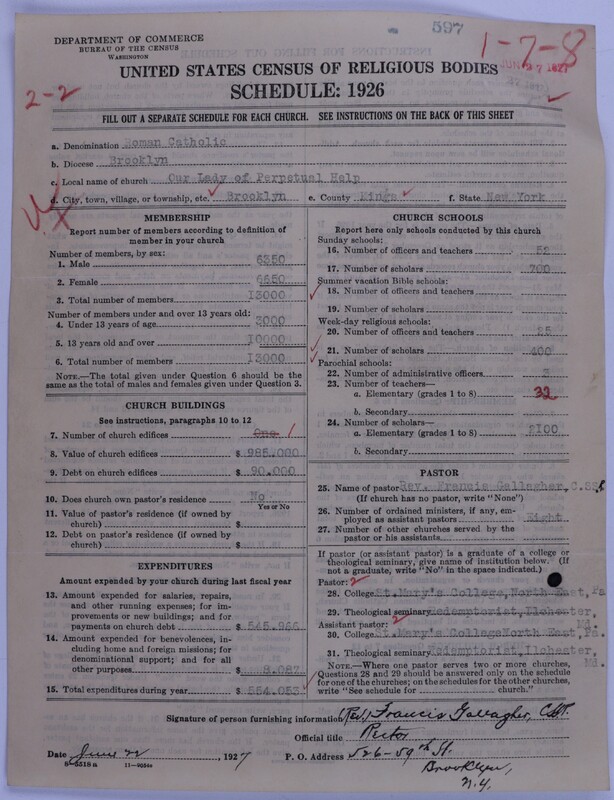 597
DEPARTMENT OF COMMERCE
BUREAU OF THE CENSUS
WASHINGTON
1-7-8
JUN 27 1927
2-2
UNITED STATES CENSUS OF RELIGIOUS BODIES
SCHEDULE: 1926
FILL OUT A SEPARATE SCHEDULE FOR EACH CHURCH. SEE INSTRUCTIONS ON THE BACK OF THIS SHEET
a. Denomination Roman Catholic
b. Diocese Brooklyn
c. Local name of church Our Lady of Perpetual Help
d. City, town, village, or township, etc. Brooklyn e. County Kings f. State New York
MEMBERSHIP
Report number of members according to definition of
member in your church
Number of members, by sex:
1. Male 6350
2. Female 6650
3. Total number of members 13000
Number of members under and over 13 years old:
4. Under 13 years of age 3000
5. 13 years old and over 10000
6. Total number of members 13000
NOTE.—The total given under Question 6 should be
same as the total of males and females given under Question 3.
CHURCH BUILDINGS
See instructions, paragraphs 10 to 12
7. Number of church edifices One 1
8. Value of church edifices $ 985.000
9. Debt on church edifices $ 90.000
10. Does church own pastor's residence No
Yes or No
11. Value of pastor's residence (if owned by
church) $
12. Debt on pastor's residence (if owned by
church) $
EXPENDITURES
Amount expended by your church during last fiscal year
13. Amount expended for salaries, repairs,
and other running expenses; for im-
provements or new buildings; and for
payments on church debt $ 545.966
14. Amount expended for benevolences, in-
cluding home and foreign missions; for
denominational support; and for all
other purposes $ 8.087
15. Total expenditures during year $ 554.053
CHURCH SCHOOLS
Report here only schools conducted by this church
Sunday schools:
16. Number of officers and teachers 52
17. Number of scholars 700
Summer vacation Bible schools:
18. Number of officers and teachers
19. Number of scholars
Week-day religious schools:
20. Number of officers and teachers 25
21. Number of scholars 400
Parochial schools:
22. Number of administrative officers
23. Number of teachers—
a. Elementary (grades 1 to 8) 32
b. Secondary
24. Number of scholars—
a. Elementary (grades 1 to 8) 2100
b. Secondary
PASTOR
25. Name of pastor Rev. Francis Gallagher, C.SS.
(If church has no pastor, write "None")
26. Number of ordained ministers, if any, em-
ployed as assistant pastors Eight
27. Number of other churches served by the
pastor or his assistants
If pastor (or assistant pastor) is a graduate of a college or
theological seminary, give name of institution below. (If
not a graduate, write "No" in the space indicated.)
Pastor: 2
28. College St. Mary's College, North East, Pa
29. Theological seminary Redemptorist, Ilchester, Md.
Assistant pastor: 2
30. College St. Mary's College North East, Pa.
31. Theological seminary Redemptorist, Ilchester, Md.
NOTE.—Where one pastor serves two or more churches,
Questions 28 and 29 should be answered only on the schedule
for one of the churches; on the schedules for the other churches,
write "See schedule for church."
Signature of person furnishing information (Rev.) Francis Gallagher, C.SS.R.
Official title Rector
Date June 22, 1927 P. O. Address 526-59th St.
Brooklyn,
N.Y.
8-5518a 11-9054a